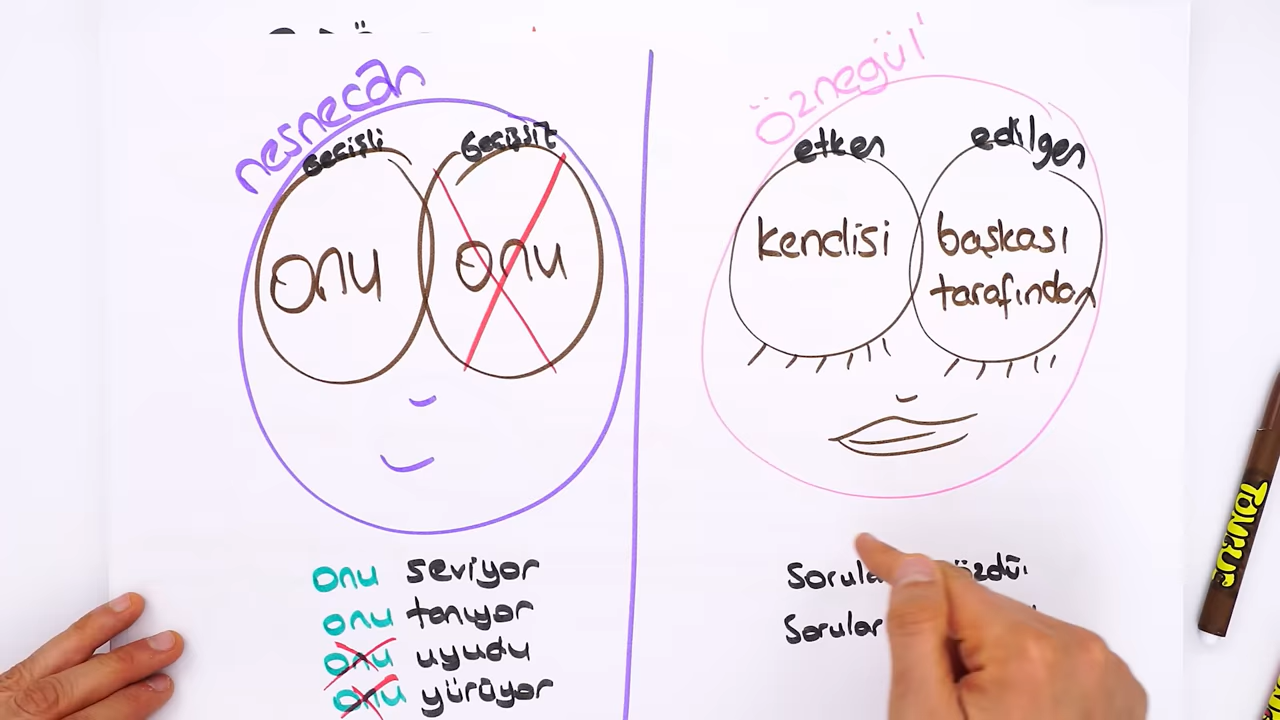 nesnecan
geçişli
geçişsiz
onu
onu
onu seviyor
onu tanıyor
onu uyudu
onu yürüyor
öznegül
etken
edilgen
kendisi
başkası
tarafından
Sorular
TOMBUL